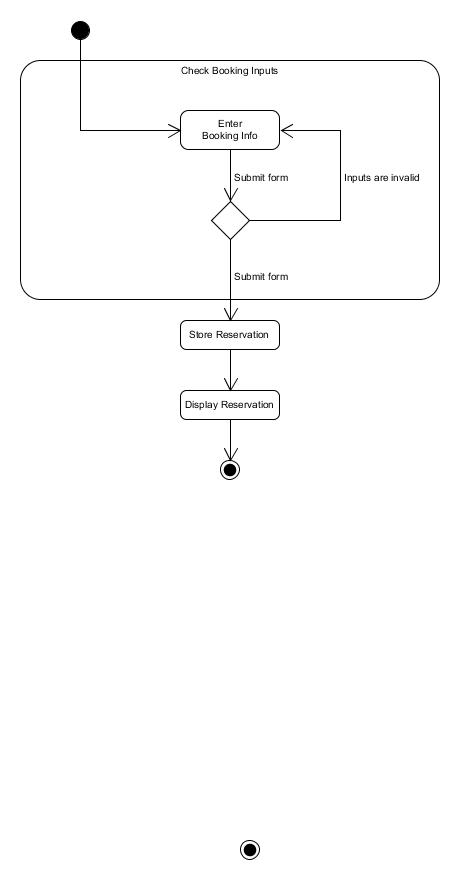 Check Booking Inputs
Enter
Booking Info
Submit form
Inputs are invalid
Submit form
Store Reservation
Display Reservation